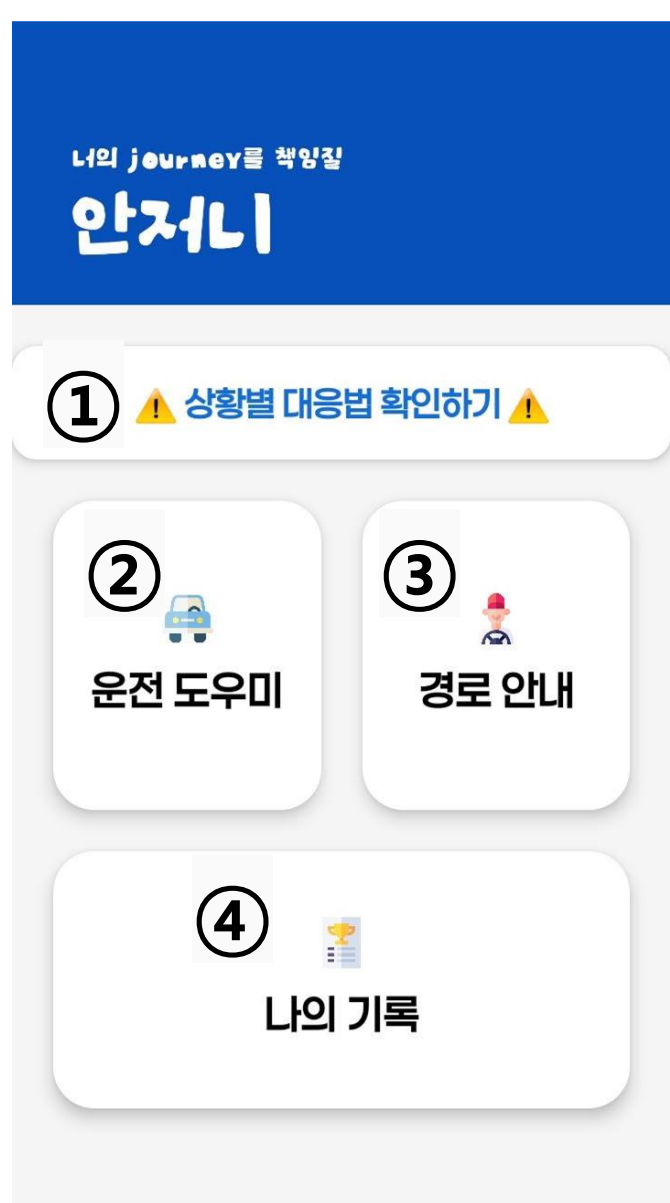 너의 journey를 책임질
안저니
① ⚠ 상황별 대응법 확인하기 ⚠
②
운전 도우미
③
경로 안내
④
나의 기록